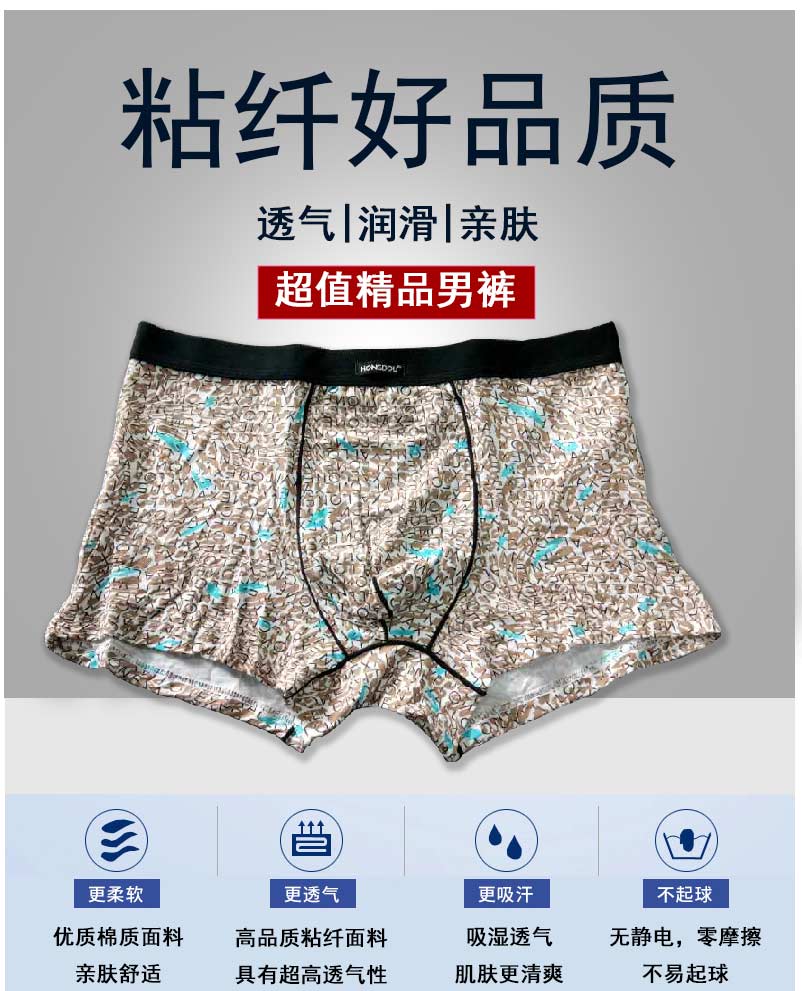 粘纤好品质
透气|润滑|亲肤
超值精品男裤
HONGDOU
更柔软
更透气
更吸汗
不起球
优质棉质面料
亲肤舒适
高品质粘纤面料
具有超高透气性
吸湿透气
肌肤更清爽
无静电，零摩擦
不易起球